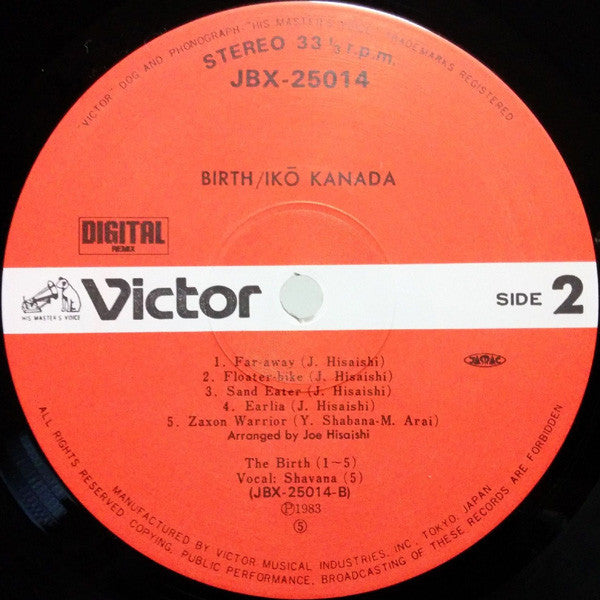 "VICTOR" DOG AND PHONOGRAPH "HIS MASTER'S VOICE" TRADEMARKS REGISTERED
STEREO 33 1/3 r.p.m.
JBX-25014
BIRTH/IKŌ KANADA
DIGITAL
REMIX
HIS MASTER'S VOICE
Victor
SIDE 2
1. Far-away (J. Hisaishi)
2. Floater-bike (J. Hisaishi)
3. Sand Eater (J. Hisaishi)
4. Earlia (J. Hisaishi)
5. Zaxon Warrior (Y. Shabana-M. Arai)
Arranged by Joe Hisaishi
The Birth (1~5)
Vocal: Shavana (5)
(JBX-25014-B)
Ⓟ1983
⑤
MANUFACTURED BY VICTOR MUSICAL INDUSTRIES, INC., TOKYO, JAPAN
ALL RIGHTS RESERVED COPYING, PUBLIC PERFORMANCE, BROADCASTING OF THESE RECORDS ARE FORBIDDEN